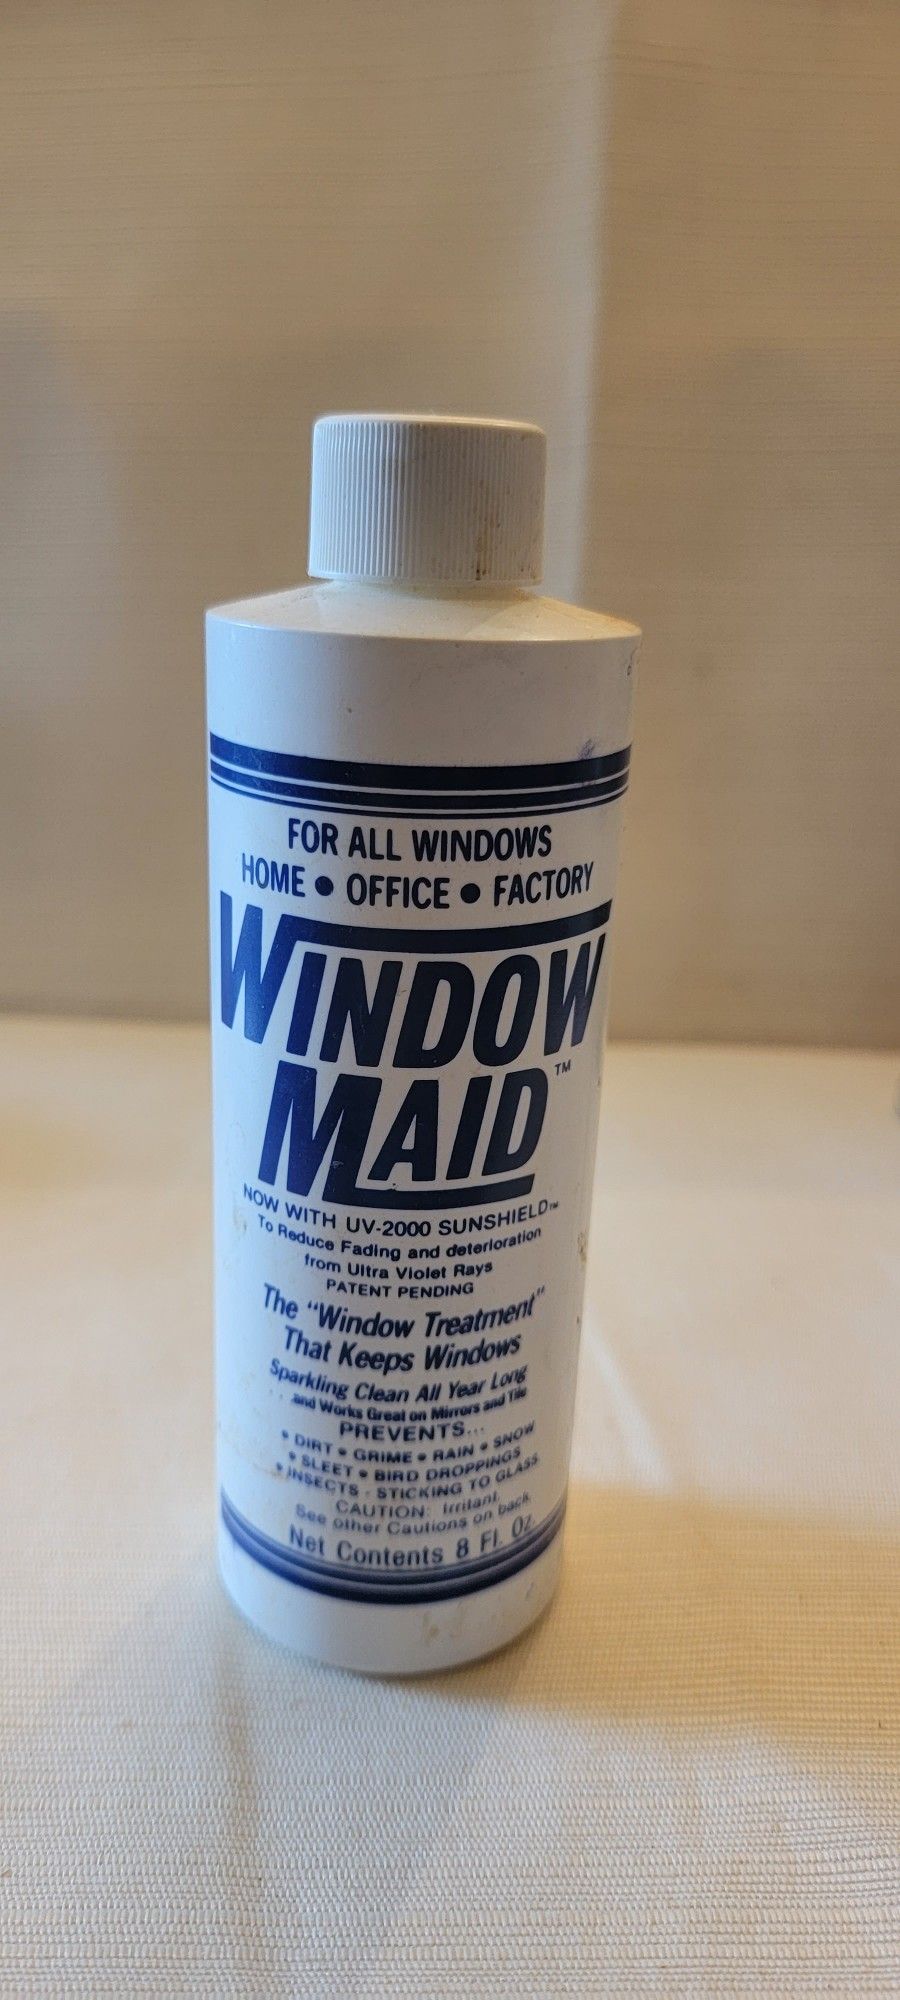 FOR ALL WINDOWS
HOME • OFFICE • FACTORY
WINDOW
MAID™
NOW WITH UV-2000 SUNSHIELD™
To Reduce Fading and deterioration
from Ultra Violet Rays
PATENT PENDING
The "Window Treatment"
That Keeps Windows
Sparkling Clean All Year Long
...and Works Great on Mirrors and Tile
PREVENTS...
• DIRT • GRIME • RAIN • SNOW
• SLEET • BIRD DROPPINGS
• INSECTS - STICKING TO GLASS
CAUTION: Irritant.
See other Cautions on back.
Net Contents 8 Fl. Oz.